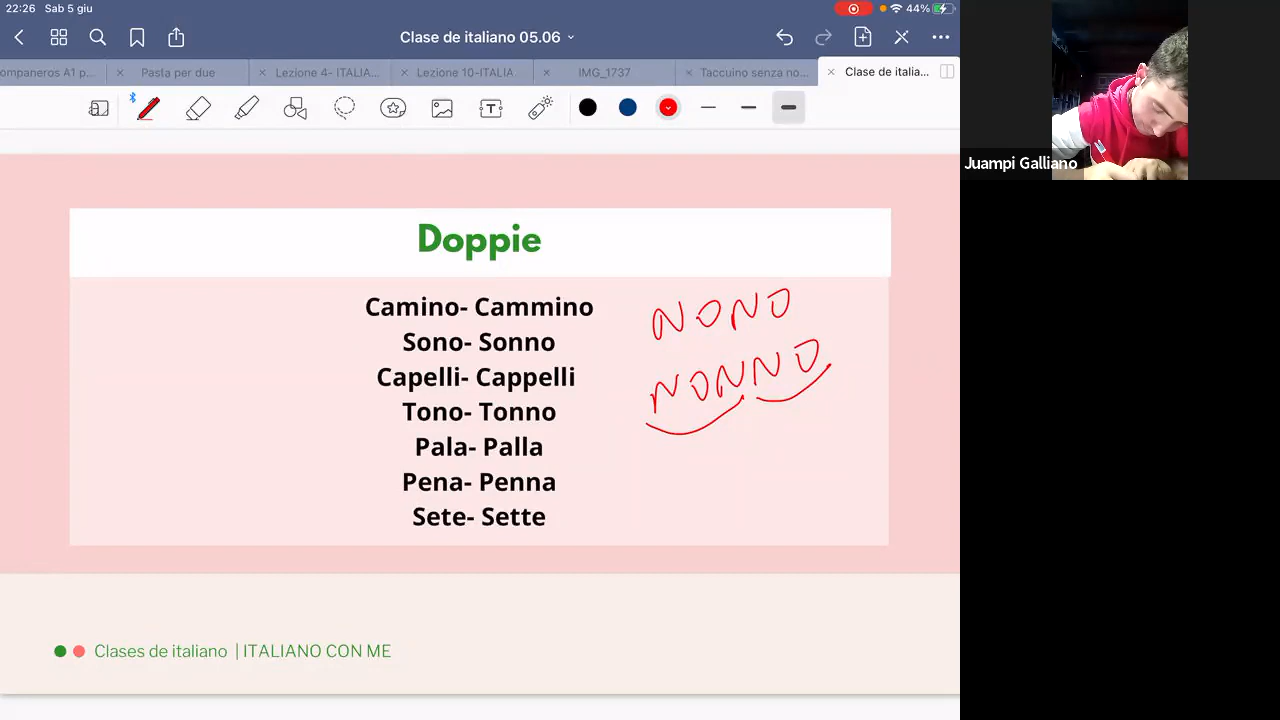 22:26 Sab 5 giu
44%
Clase de italiano 05.06
ompaneros A1 p... Pasta per due Lezione 4- ITALIA... Lezione 10-ITALIA IMG_1737 Taccuino senza no... Clase de italia...
Juampi Galliano
Doppie
Camino- Cammino
Sono- Sonno
Capelli- Cappelli
Tono- Tonno
Pala- Palla
Pena- Penna
Sete- Sette
NONO
NONNO
Clases de italiano | ITALIANO CON ME